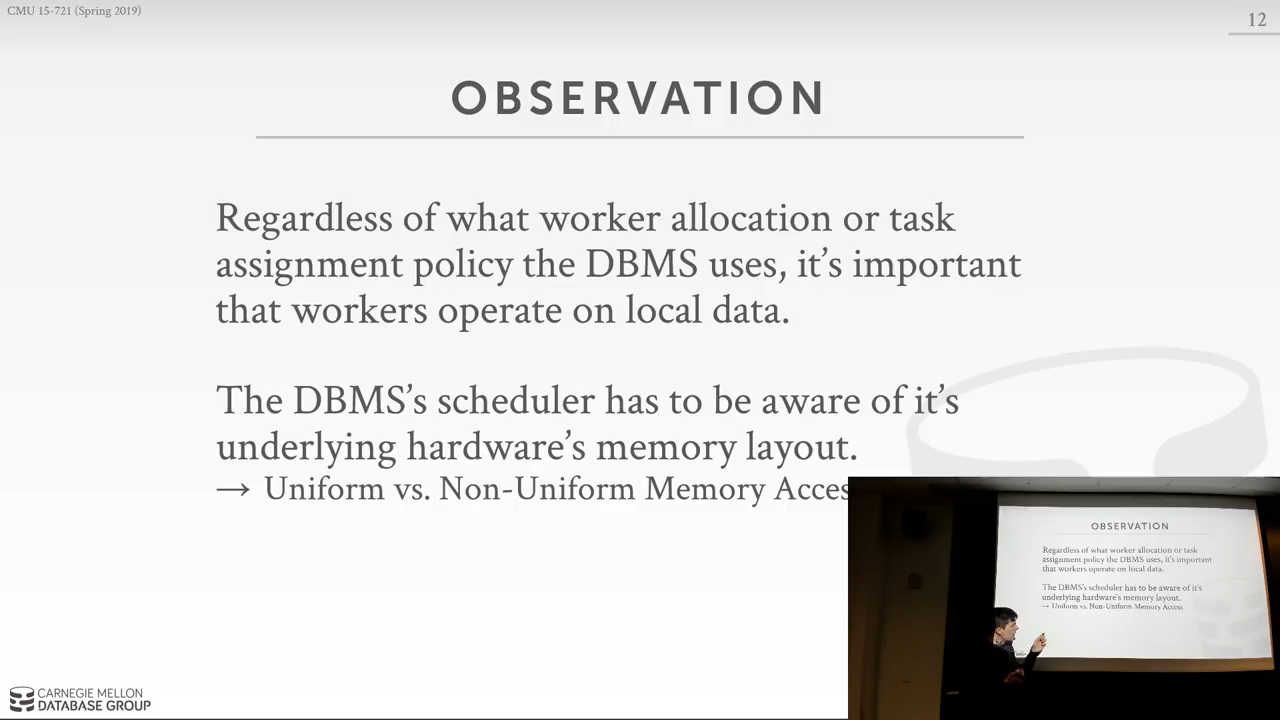 CMU 15-721 (Spring 2019)
12
OBSERVATION
Regardless of what worker allocation or task
assignment policy the DBMS uses, it’s important
that workers operate on local data.
The DBMS’s scheduler has to be aware of it’s
underlying hardware’s memory layout.
→ Uniform vs. Non-Uniform Memory Acces
OBSERVATION
Regardless of what worker allocation or task
assignment policy the DBMS uses, it’s important
that workers operate on local data.
The DBMS’s scheduler has to be aware of it’s
underlying hardware’s memory layout.
→ Uniform vs. Non-Uniform Memory Access
CARNEGIE MELLON
DATABASE GROUP